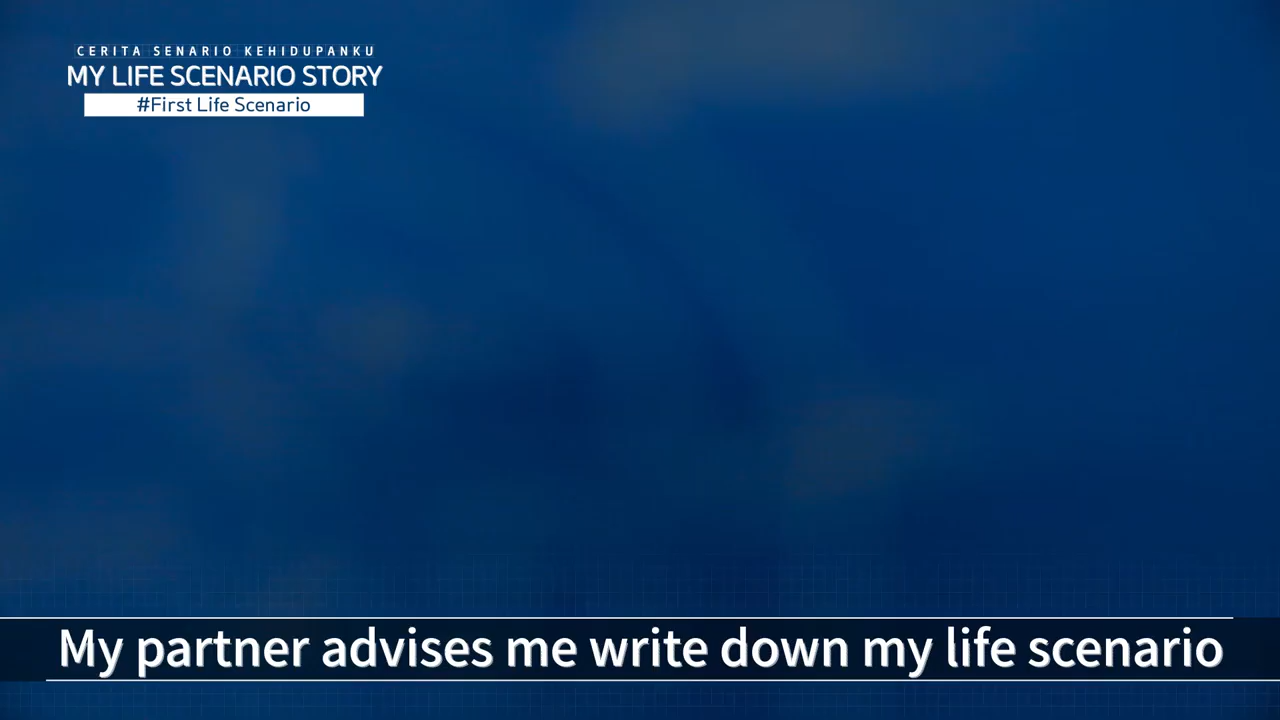 CERITA SENARIO KEHIDUPANKU
MY LIFE SCENARIO STORY
#First Life Scenario
My partner advises me write down my life scenario